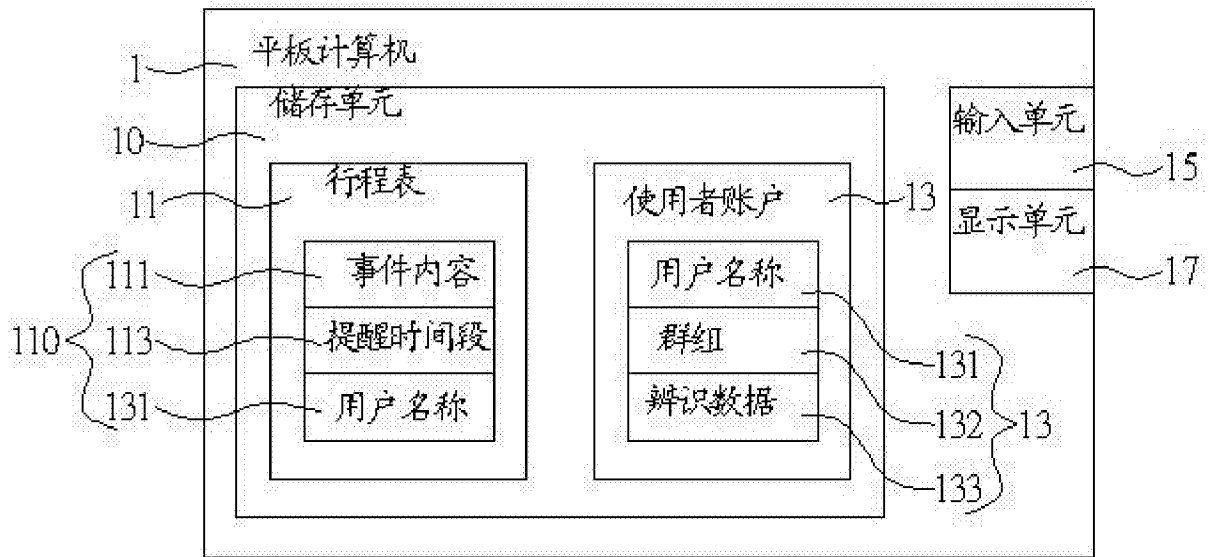 平板计算机
1
储存单元
10
输入单元
15
行程表
11
使用者账户
13
显示单元
17
事件内容
111
用户名称
131
110
提醒时间段
113
群组
132
13
用户名称
131
辨识数据
133